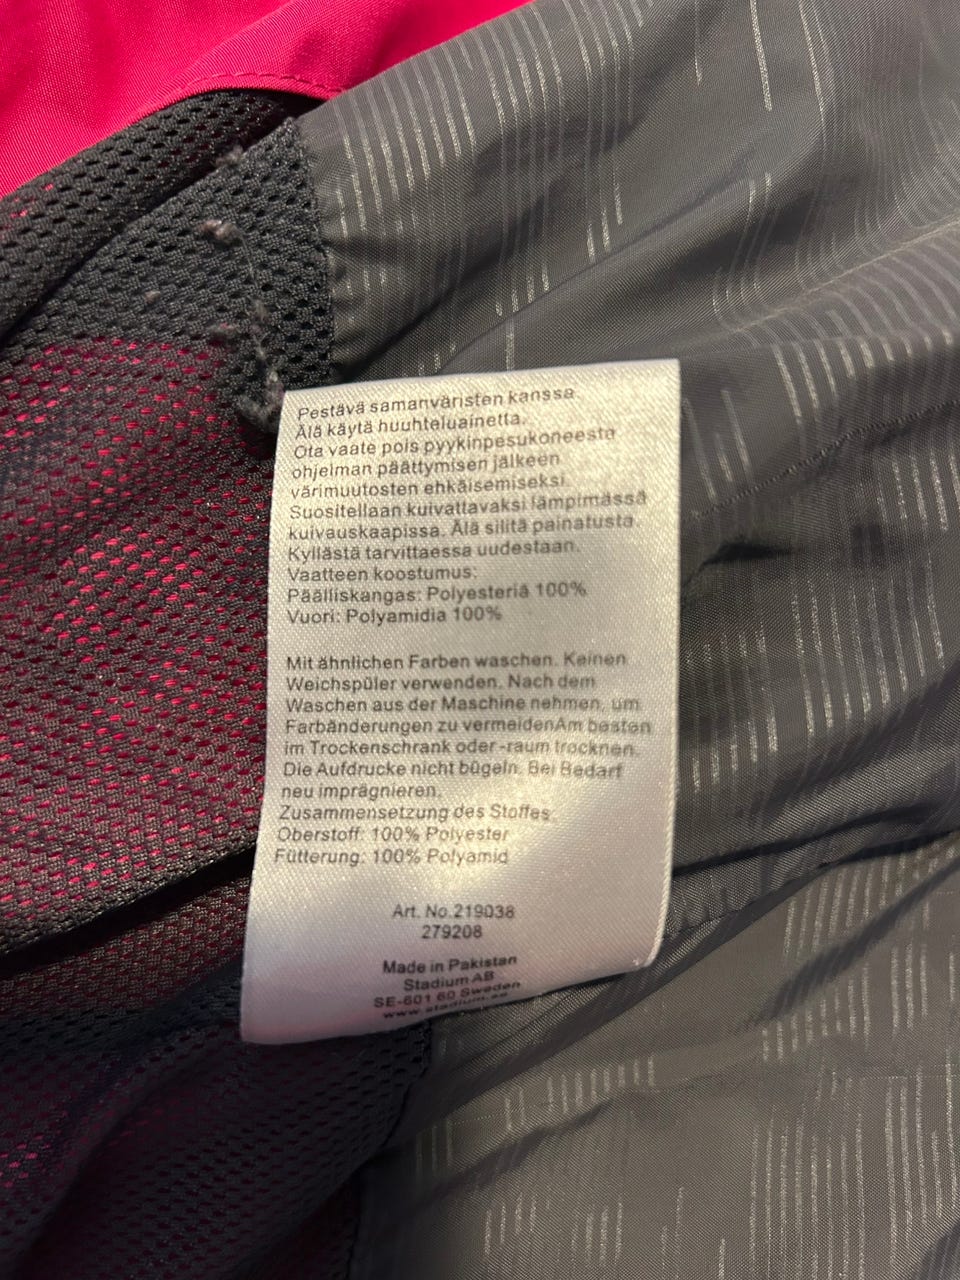 Pestävä samanväristen kanssa.
Älä käytä huuhteluainetta.
Ota vaate pois pyykinpesukoneesta
ohjelman päättymisen jälkeen
värimuutosten ehkäisemiseksi.
Suositellaan kuivattavaksi lämpimässä
kuivauskaapissa. Älä silitä painatusta.
Kyllästä tarvittaessa uudestaan.
Vaatteen koostumus:
Päälliskangas: Polyesteriä 100%
Vuori: Polyamidia 100%
Mit ähnlichen Farben waschen. Keinen
Weichspüler verwenden. Nach dem
Waschen aus der Maschine nehmen, um
Farbänderungen zu vermeidenAm besten
im Trockenschrank oder -raum trocknen.
Die Aufdrucke nicht bügeln. Bei Bedarf
neu imprägnieren.
Zusammensetzung des Stoffes:
Oberstoff: 100% Polyester
Fütterung: 100% Polyamid
Art. No.219038
279208
Made in Pakistan
Stadium AB
SE-601 60 Sweden
www.stadium.se